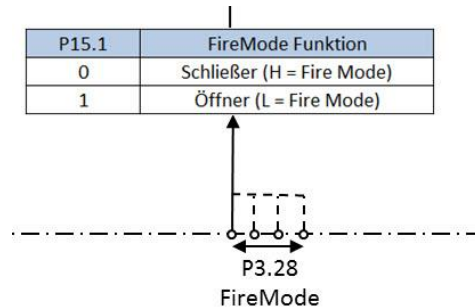 P15.1 FireMode Funktion
0 Schließer (H = Fire Mode)
1 Öffner (L = Fire Mode)
P3.28
FireMode